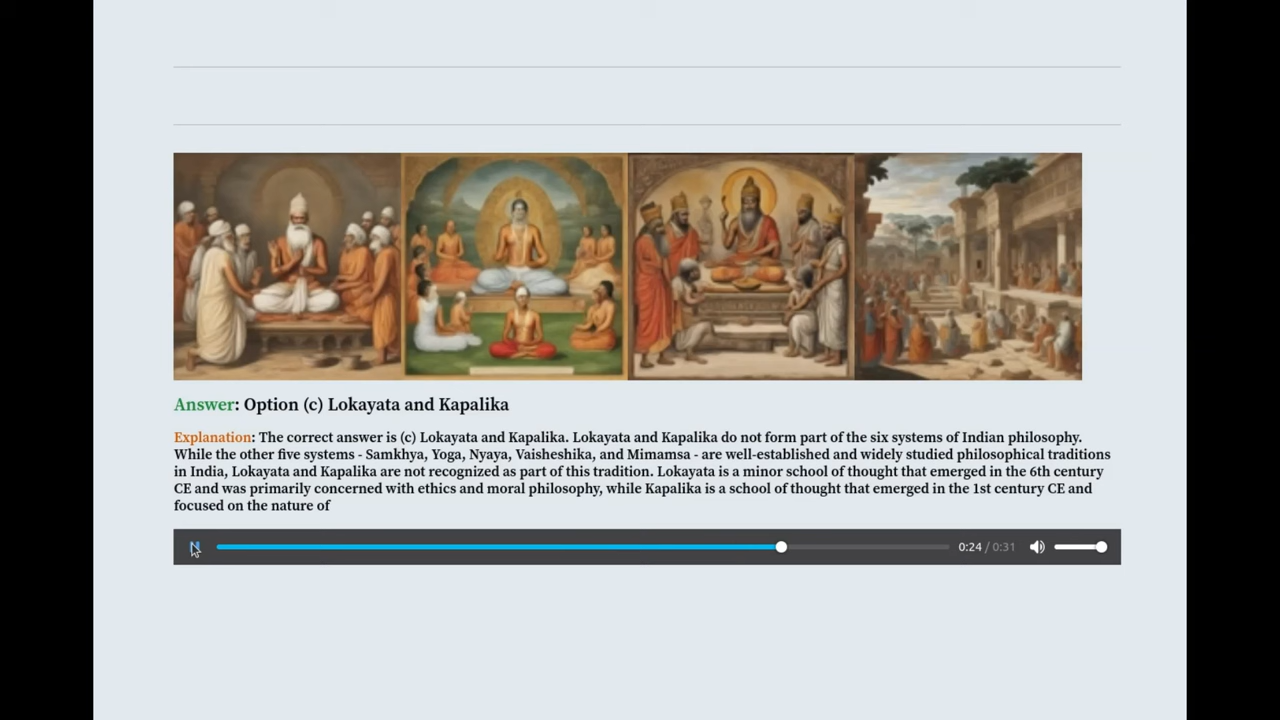 Answer: Option (c) Lokayata and Kapalika
Explanation: The correct answer is (c) Lokayata and Kapalika. Lokayata and Kapalika do not form part of the six systems of Indian philosophy.
While the other five systems - Samkhya, Yoga, Nyaya, Vaisheshika, and Mimamsa - are well-established and widely studied philosophical traditions
in India, Lokayata and Kapalika are not recognized as part of this tradition. Lokayata is a minor school of thought that emerged in the 6th century
CE and was primarily concerned with ethics and moral philosophy, while Kapalika is a school of thought that emerged in the 1st century CE and
focused on the nature of
0:24 / 0:31